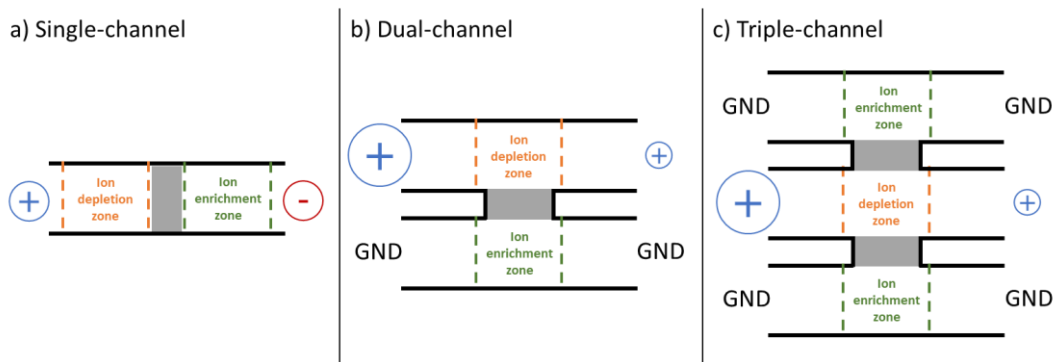 a) Single-channel
+
Ion
depletion
zone
Ion
enrichment
zone
-
b) Dual-channel
+
Ion
depletion
zone
+
GND
Ion
enrichment
zone
GND
c) Triple-channel
GND
Ion
enrichment
zone
GND
+
Ion
depletion
zone
+
GND
Ion
enrichment
zone
GND